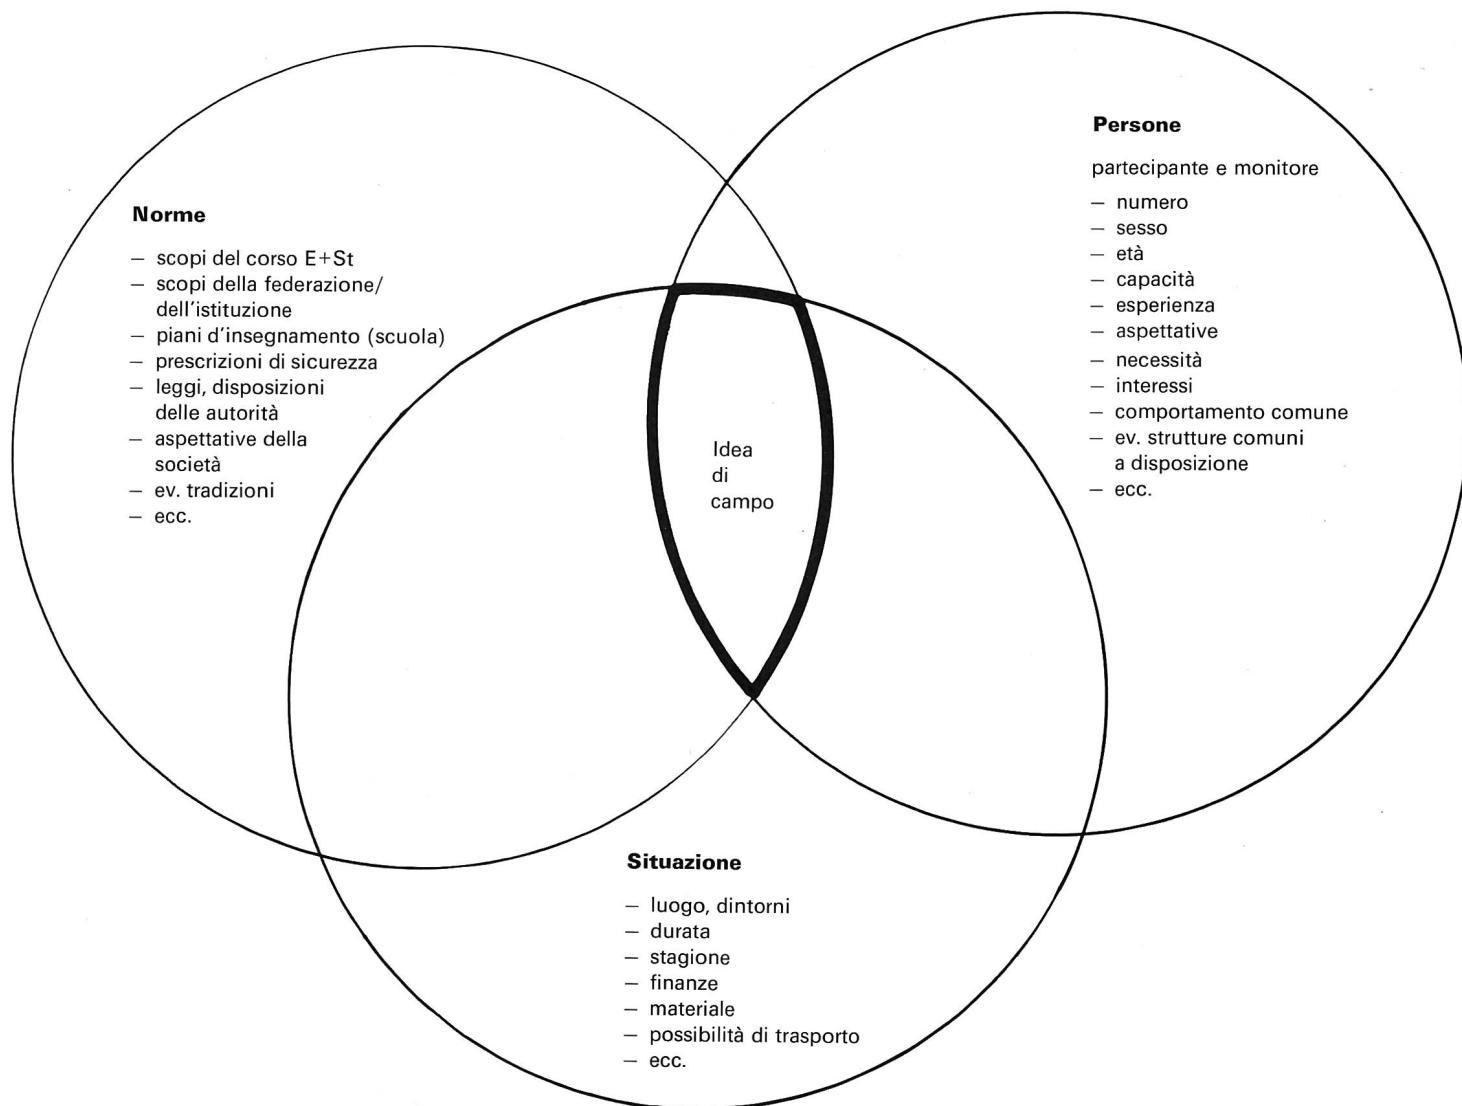 Norme
– scopi del corso E+St
– scopi della federazione/
dell'istituzione
– piani d'insegnamento (scuola)
– prescrizioni di sicurezza
– leggi, disposizioni
delle autorità
– aspettative della
società
– ev. tradizioni
– ecc.
Persone
partecipante e monitore
– numero
– sesso
– età
– capacità
– esperienza
– aspettative
– necessità
– interessi
– comportamento comune
– ev. strutture comuni
a disposizione
– ecc.
Idea
di
campo
Situazione
– luogo, dintorni
– durata
– stagione
– finanze
– materiale
– possibilità di trasporto
– ecc.